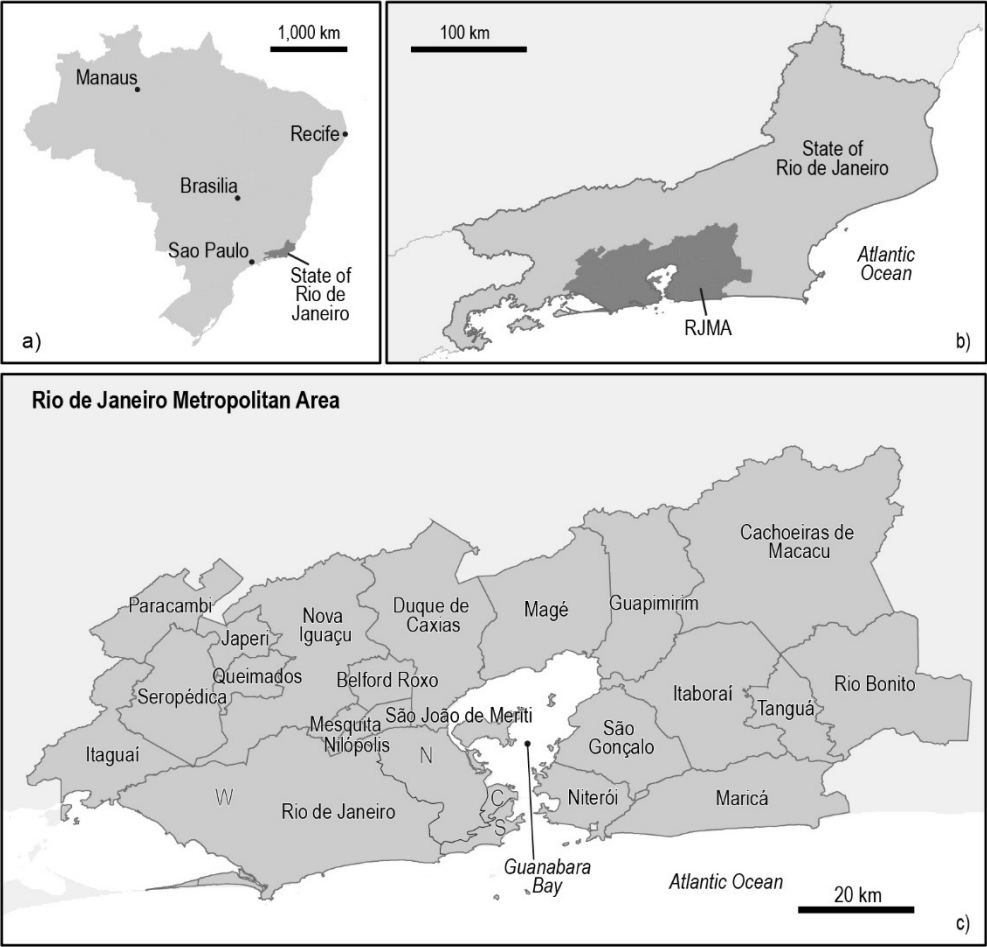 1,000 km
Manaus
Recife
Brasilia
Sao Paulo
State of
Rio de
Janeiro
a)
100 km
State of
Rio de Janeiro
Atlantic
Ocean
RJMA
b)
Rio de Janeiro Metropolitan Area
Cachoeiras de
Macacu
Paracambi
Nova
Iguaçu
Duque de
Caxias
Magé
Guapimirim
Japeri
Queimados
Belford Roxo
Seropédica
Itaboraí
Rio Bonito
Tanguá
Mesquita
São João de Meriti
Nilópolis
São
Gonçalo
Itaguaí
N
W
Rio de Janeiro
C
S
Niterói
Maricá
Guanabara
Bay
Atlantic Ocean
20 km
c)